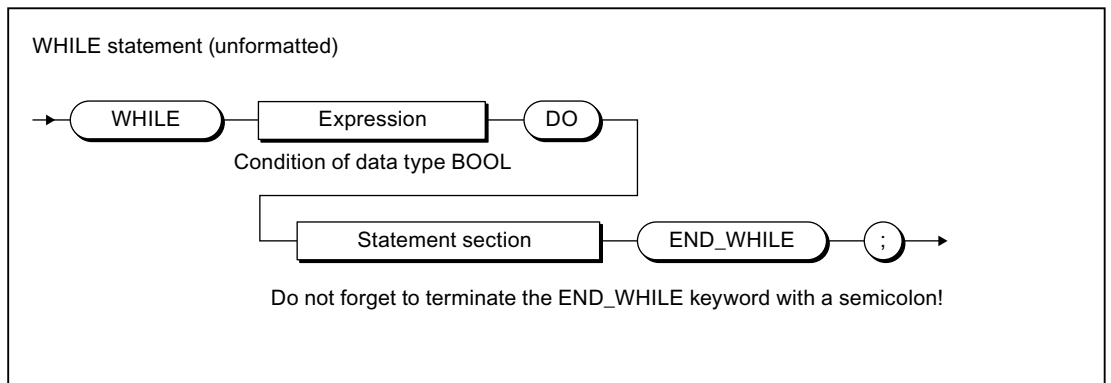 WHILE statement (unformatted)
WHILE Expression DO
Condition of data type BOOL
Statement section END_WHILE ;
Do not forget to terminate the END_WHILE keyword with a semicolon!